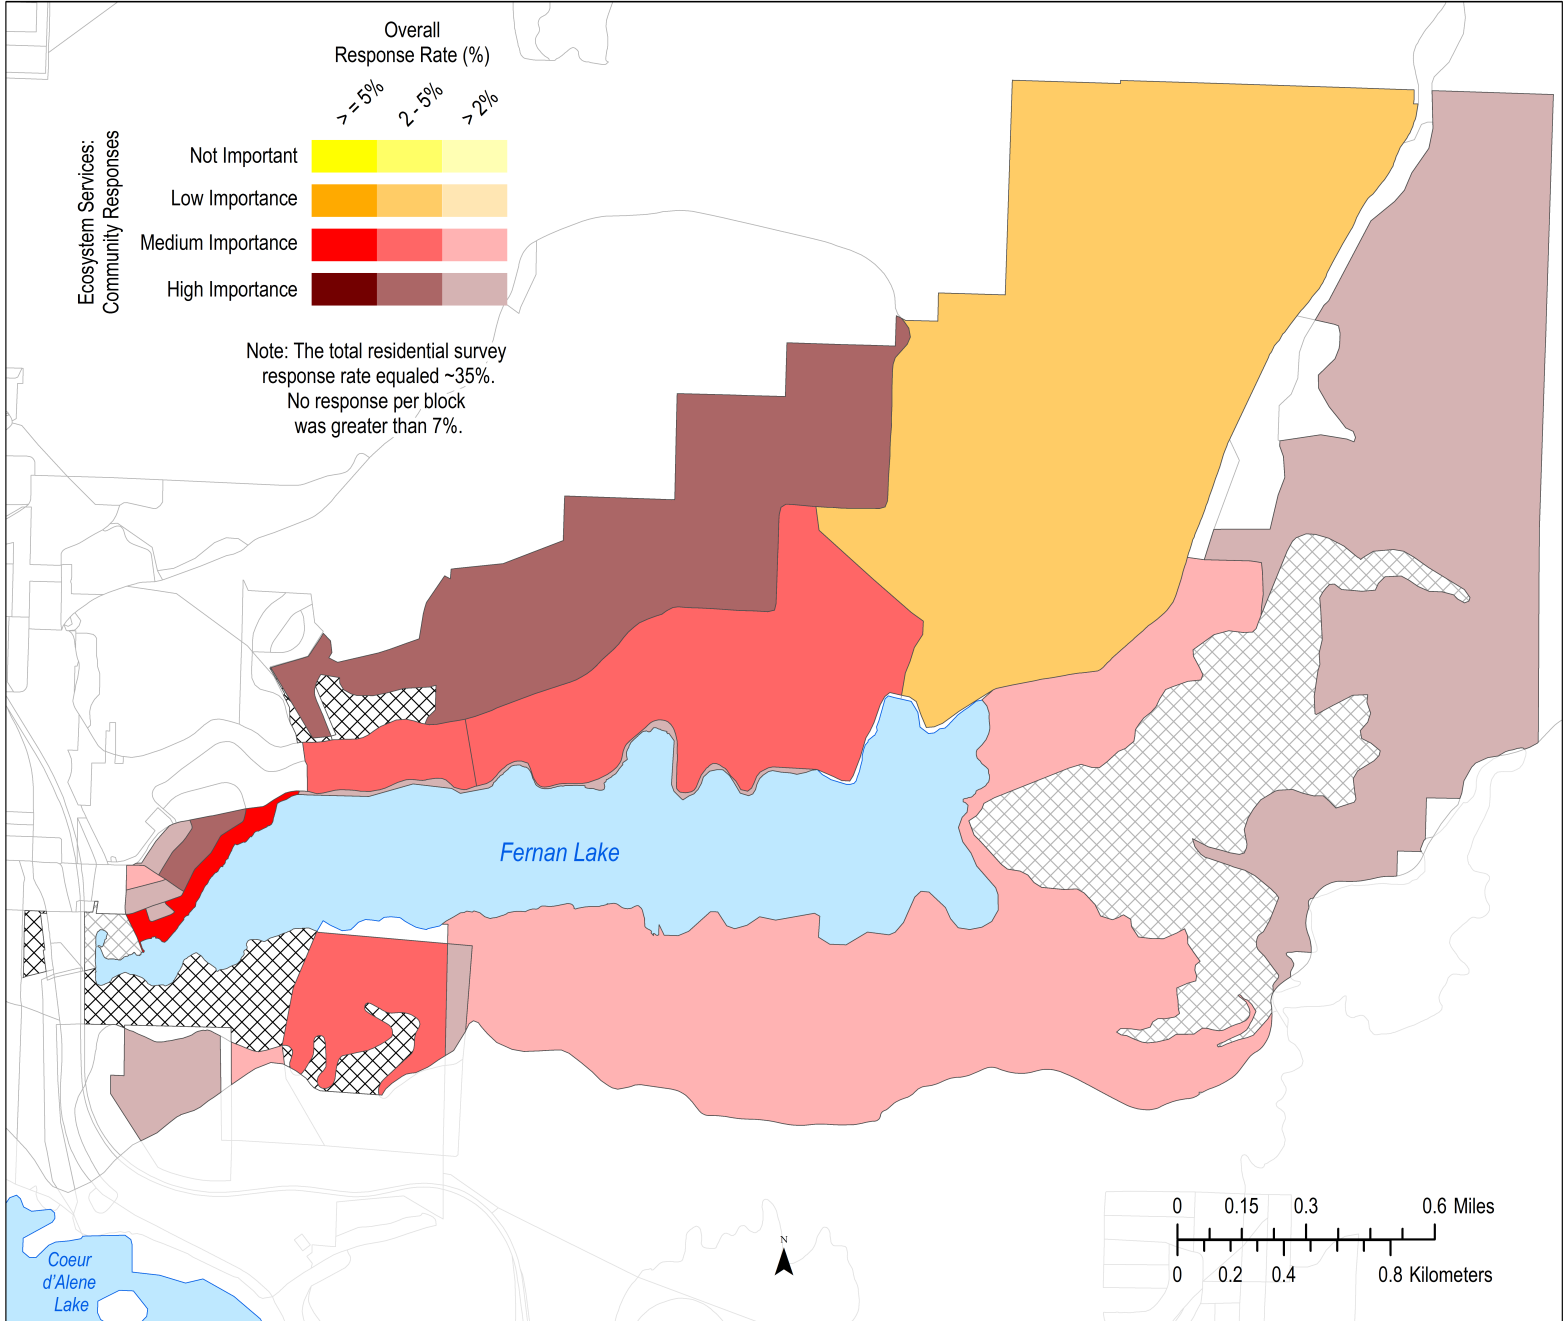 Overall
Response Rate (%)
> = 5%
2 - 5%
> 2%
Ecosystem Services:
Community Responses
Not Important
Low Importance
Medium Importance
High Importance
Note: The total residential survey
response rate equaled ~35%.
No response per block
was greater than 7%.
Fernan Lake
Coeur
d'Alene
Lake
N
0 0.15 0.3 0.6 Miles
0 0.2 0.4 0.8 Kilometers